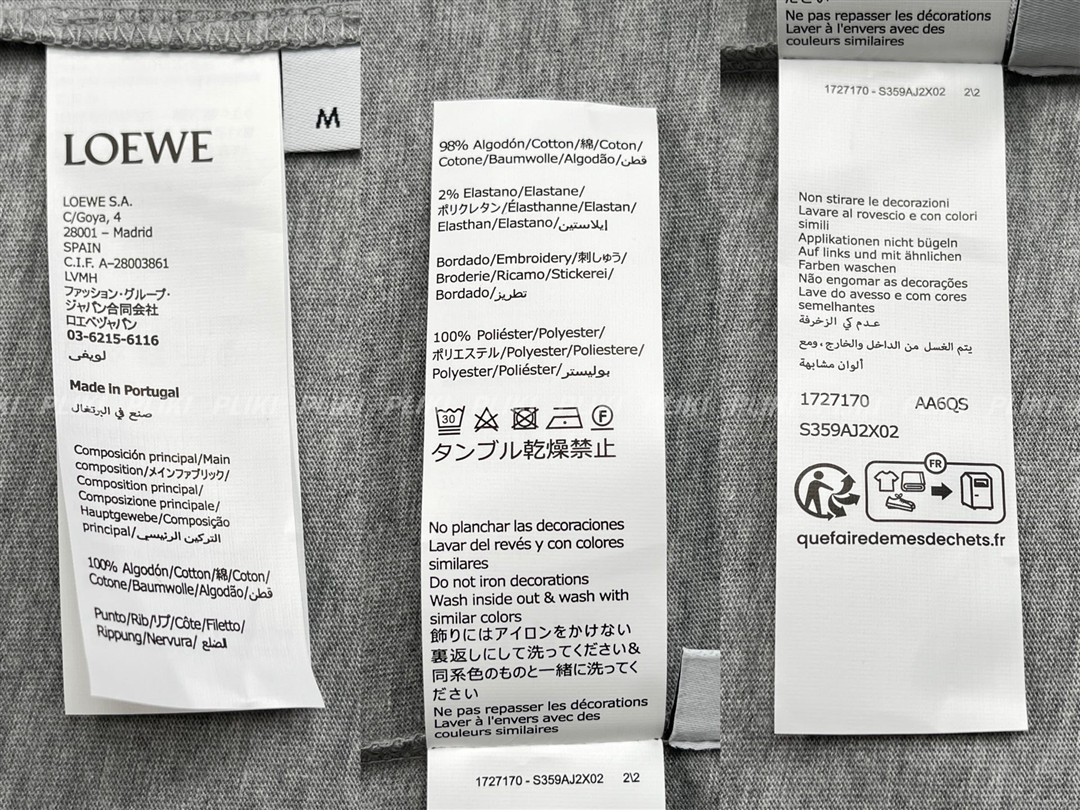 LOEWE
M
LOEWE S.A.
C/Goya, 4
28001 – Madrid
SPAIN
C.I.F. A-28003861
LVMH
ファッション・グループ・
ジャパン合同会社
ロエベジャパン
03-6215-6116
لويفي
Made in Portugal
صنع في البرتغال
Composición principal/Main
composition/メインファブリック/
Composition principal/
Composizione principale/
Hauptgewebe/Composição
principal/التركين الرئيسي
100% Algodón/Cotton/綿/Coton/
Cotone/Baumwolle/Algodão/قطن
Punto/Rib/リブ/Côte/Filetto/
Rippung/Nervura/ الضلع
98% Algodón/Cotton/綿/Coton/
Cotone/Baumwolle/Algodão/قطن
2% Elastano/Elastane/
ポリウレタン/Élasthanne/Elastan/
Elasthan/Elastano/إيلاستين
Bordado/Embroidery/刺しゅう/
Broderie/Ricamo/Stickerei/
Bordado/تطريز
100% Poliéster/Polyester/
ポリエステル/Polyester/Poliestere/
Polyester/Poliéster/بوليستر
30
F
タンブル乾燥禁止
No planchar las decoraciones
Lavar del revés y con colores
similares
Do not iron decorations
Wash inside out & wash with
similar colors
飾りにはアイロンをかけない
裏返しにして洗ってください&
同系色のものと一緒に洗ってく
ださい
Ne pas repasser les décorations
Laver à l'envers avec des
couleurs similaires
1727170 - S359AJ2X02 2\2
ださい
Ne pas repasser les décorations
Laver à l'envers avec des
couleurs similaires
1727170 - S359AJ2X02 2\2
Non stirare le decorazioni
Lavare al rovescio e con colori
simili
Applikationen nicht bügeln
Auf links und mit ähnlichen
Farben waschen
Não engomar as decorações
Lave do avesso e com cores
semelhantes
عدم كي الزخرفة
يتم الغسل من الداخل والخارج، ومع
ألوان مشابهة
1727170 AA6QS
S359AJ2X02
FR
quefairedemesdechets.fr
PLIKI PLIKI